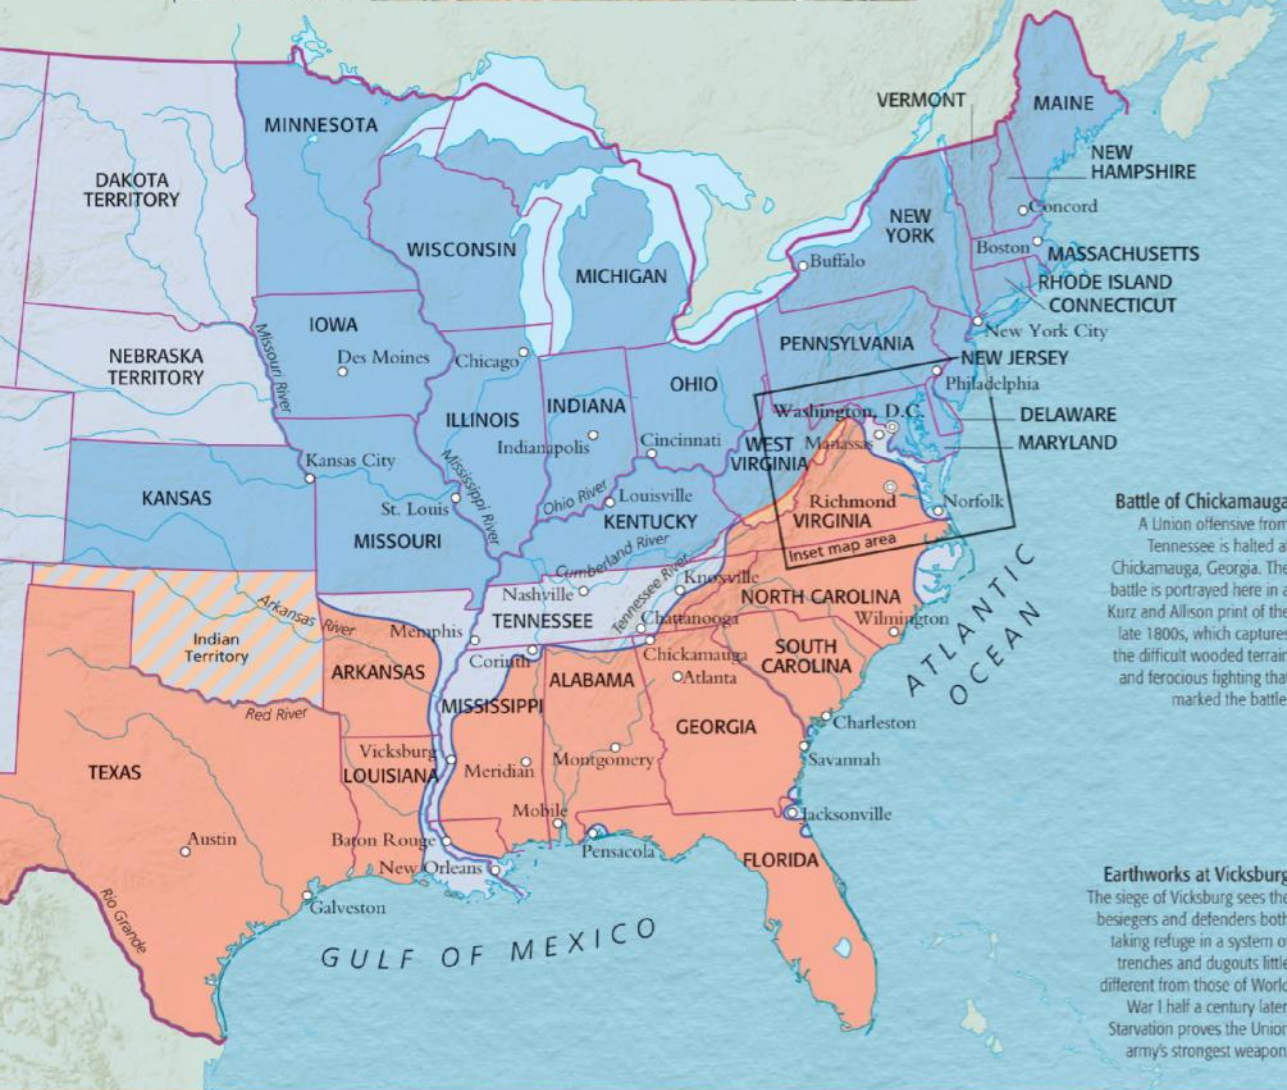 VERMONT
MAINE
MINNESOTA
NEW
HAMPSHIRE
DAKOTA
TERRITORY
Concord
NEW
YORK
WISCONSIN
Boston
MASSACHUSETTS
MICHIGAN
Buffalo
RHODE ISLAND
CONNECTICUT
IOWA
New York City
PENNSYLVANIA
Des Moines
Chicago
NEBRASKA
TERRITORY
Missouri River
NEW JERSEY
OHIO
Philadelphia
INDIANA
Washington, D.C.
DELAWARE
ILLINOIS
Indianapolis
Cincinnati
WEST
VIRGINIA
Manassas
MARYLAND
Kansas City
Mississippi River
KANSAS
St. Louis
Ohio River
Louisville
KENTUCKY
Richmond
VIRGINIA
Norfolk
MISSOURI
Inset map area
Cumberland River
Tennessee River
Knoxville
Nashville
NORTH CAROLINA
Arkansas River
TENNESSEE
Chattanooga
Wilmington
Memphis
Indian
Territory
Corinth
Chickamauga
SOUTH
CAROLINA
ATLANTIC
OCEAN
ARKANSAS
ALABAMA
Atlanta
MISSISSIPPI
Red River
GEORGIA
Charleston
Vicksburg
LOUISIANA
Meridian
Montgomery
Savannah
TEXAS
Mobile
Jacksonville
Austin
Baton Rouge
Pensacola
FLORIDA
New Orleans
Galveston
Rio Grande
GULF OF MEXICO
Battle of Chickamauga
A Union offensive from
Tennessee is halted at
Chickamauga, Georgia. The
battle is portrayed here in a
Kurz and Allison print of the
late 1800s, which captures
the difficult wooded terrain
and ferocious fighting that
marked the battle.
Earthworks at Vicksburg
The siege of Vicksburg sees the
besiegers and defenders both
taking refuge in a system of
trenches and dugouts little
different from those of World
War I half a century later.
Starvation proves the Union
army's strongest weapon.